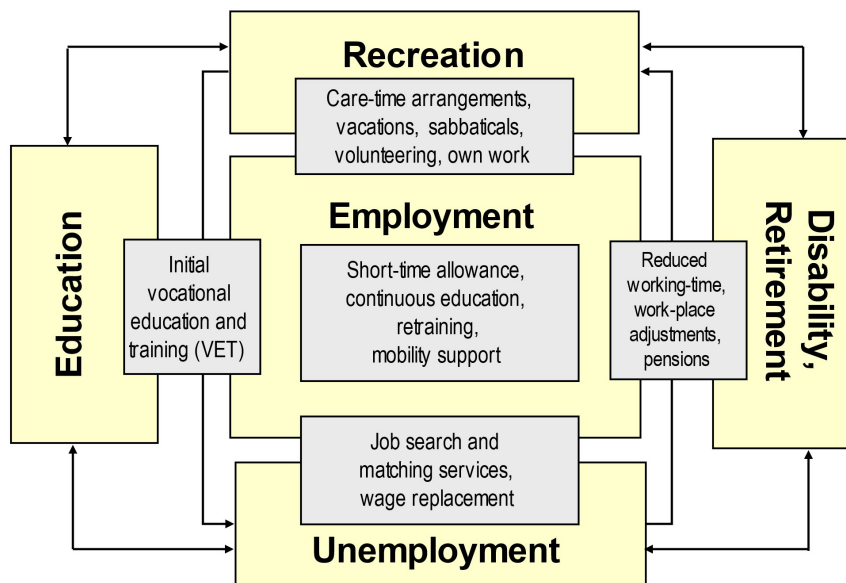 Recreation
Care-time arrangements,
vacations, sabbaticals,
volunteering, own work
Education
Initial
vocational
education and
training (VET)
Employment
Short-time allowance,
continuous education,
retraining,
mobility support
Reduced
working-time,
work-place
adjustments,
pensions
Disability,
Retirement
Job search and
matching services,
wage replacement
Unemployment